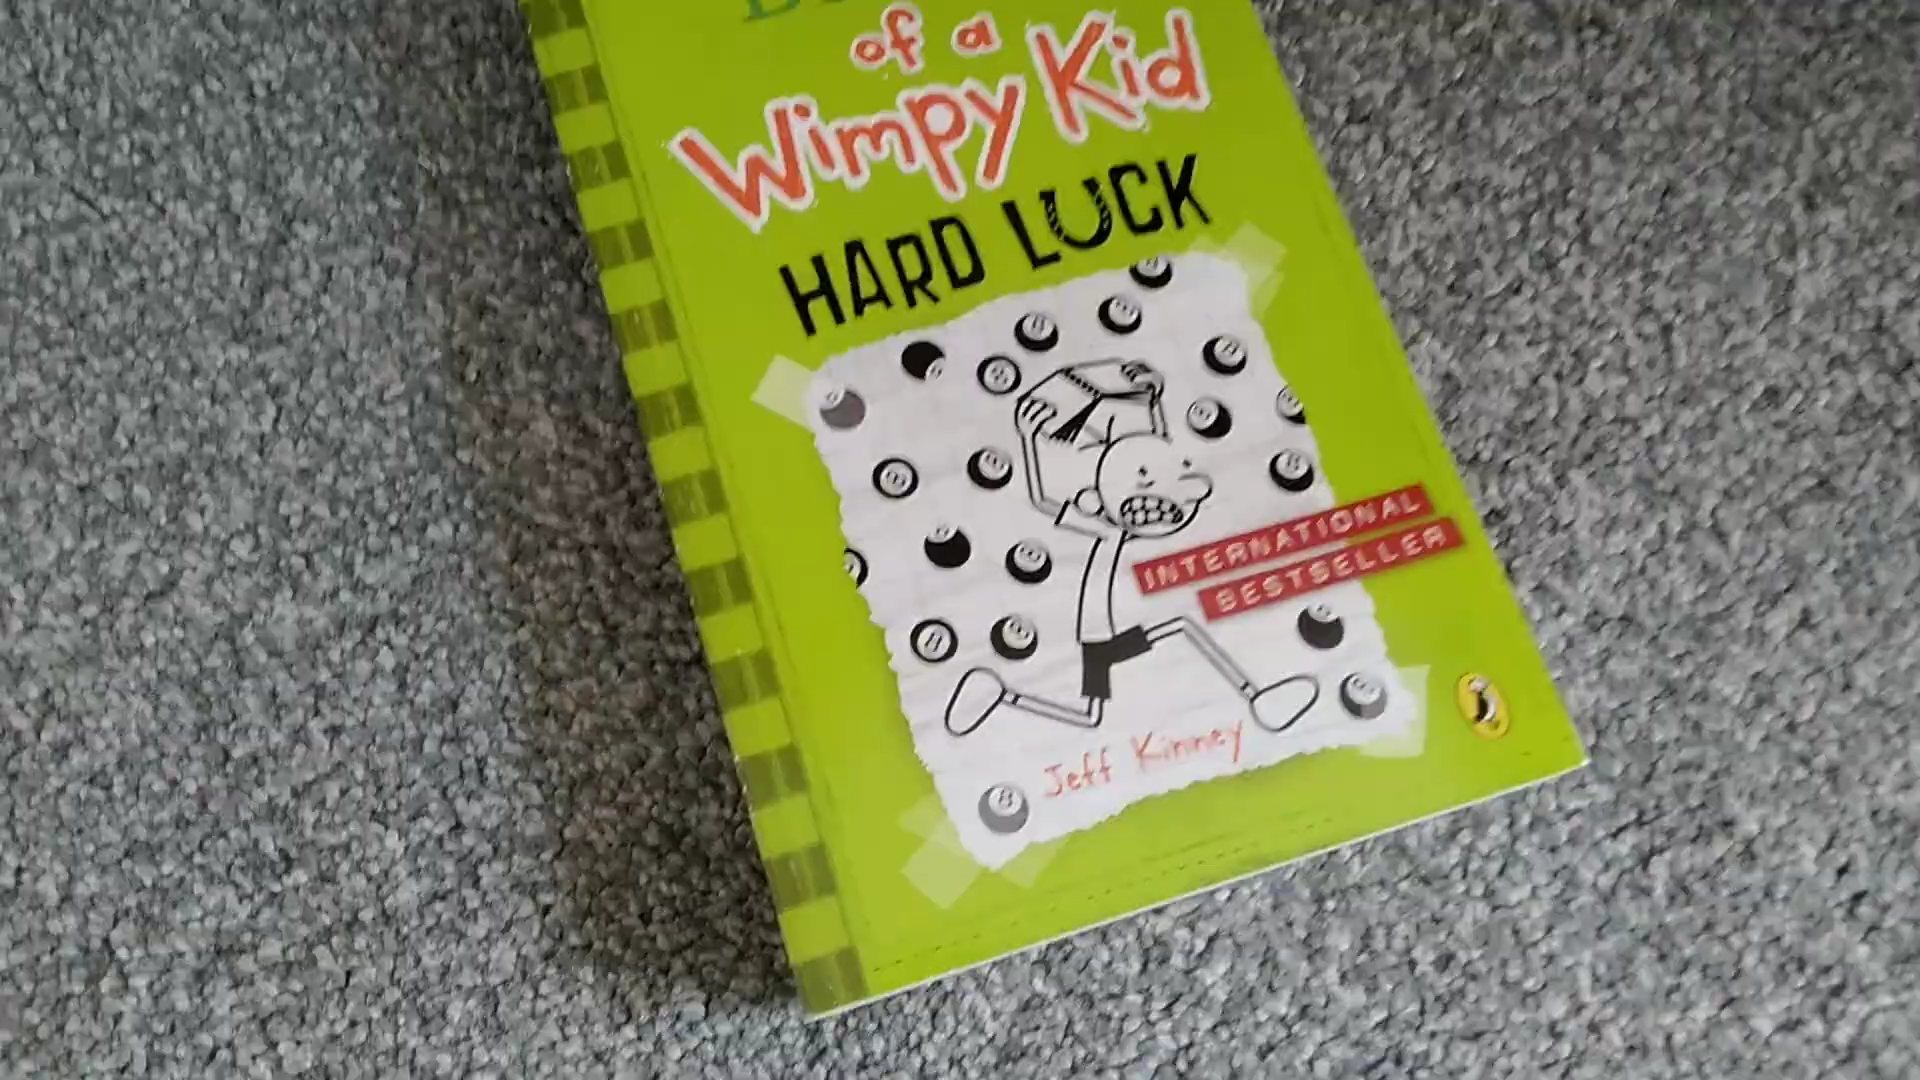 of a
Wimpy Kid
HARD LUCK
INTERNATIONAL
BESTSELLER
Jeff Kinney